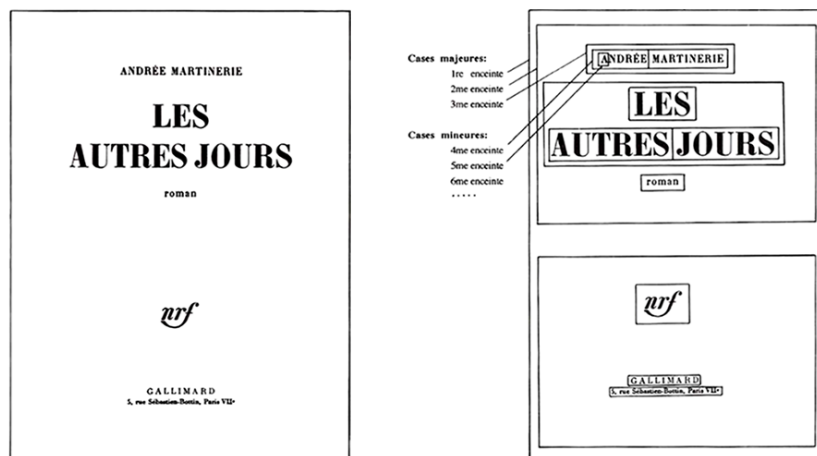 ANDRÉE MARTINERIE
LES
AUTRES JOURS
roman
nrf
GALLIMARD
5, rue Sébastien-Bottin, Paris VIIe
Cases majeures:
1re enceinte
2me enceinte
3me enceinte
Cases mineures:
4me enceinte
5me enceinte
6me enceinte
.....
ANDRÉE MARTINERIE
LES
AUTRES JOURS
roman
nrf
GALLIMARD
5, rue Sébastien-Bottin, Paris VIIe